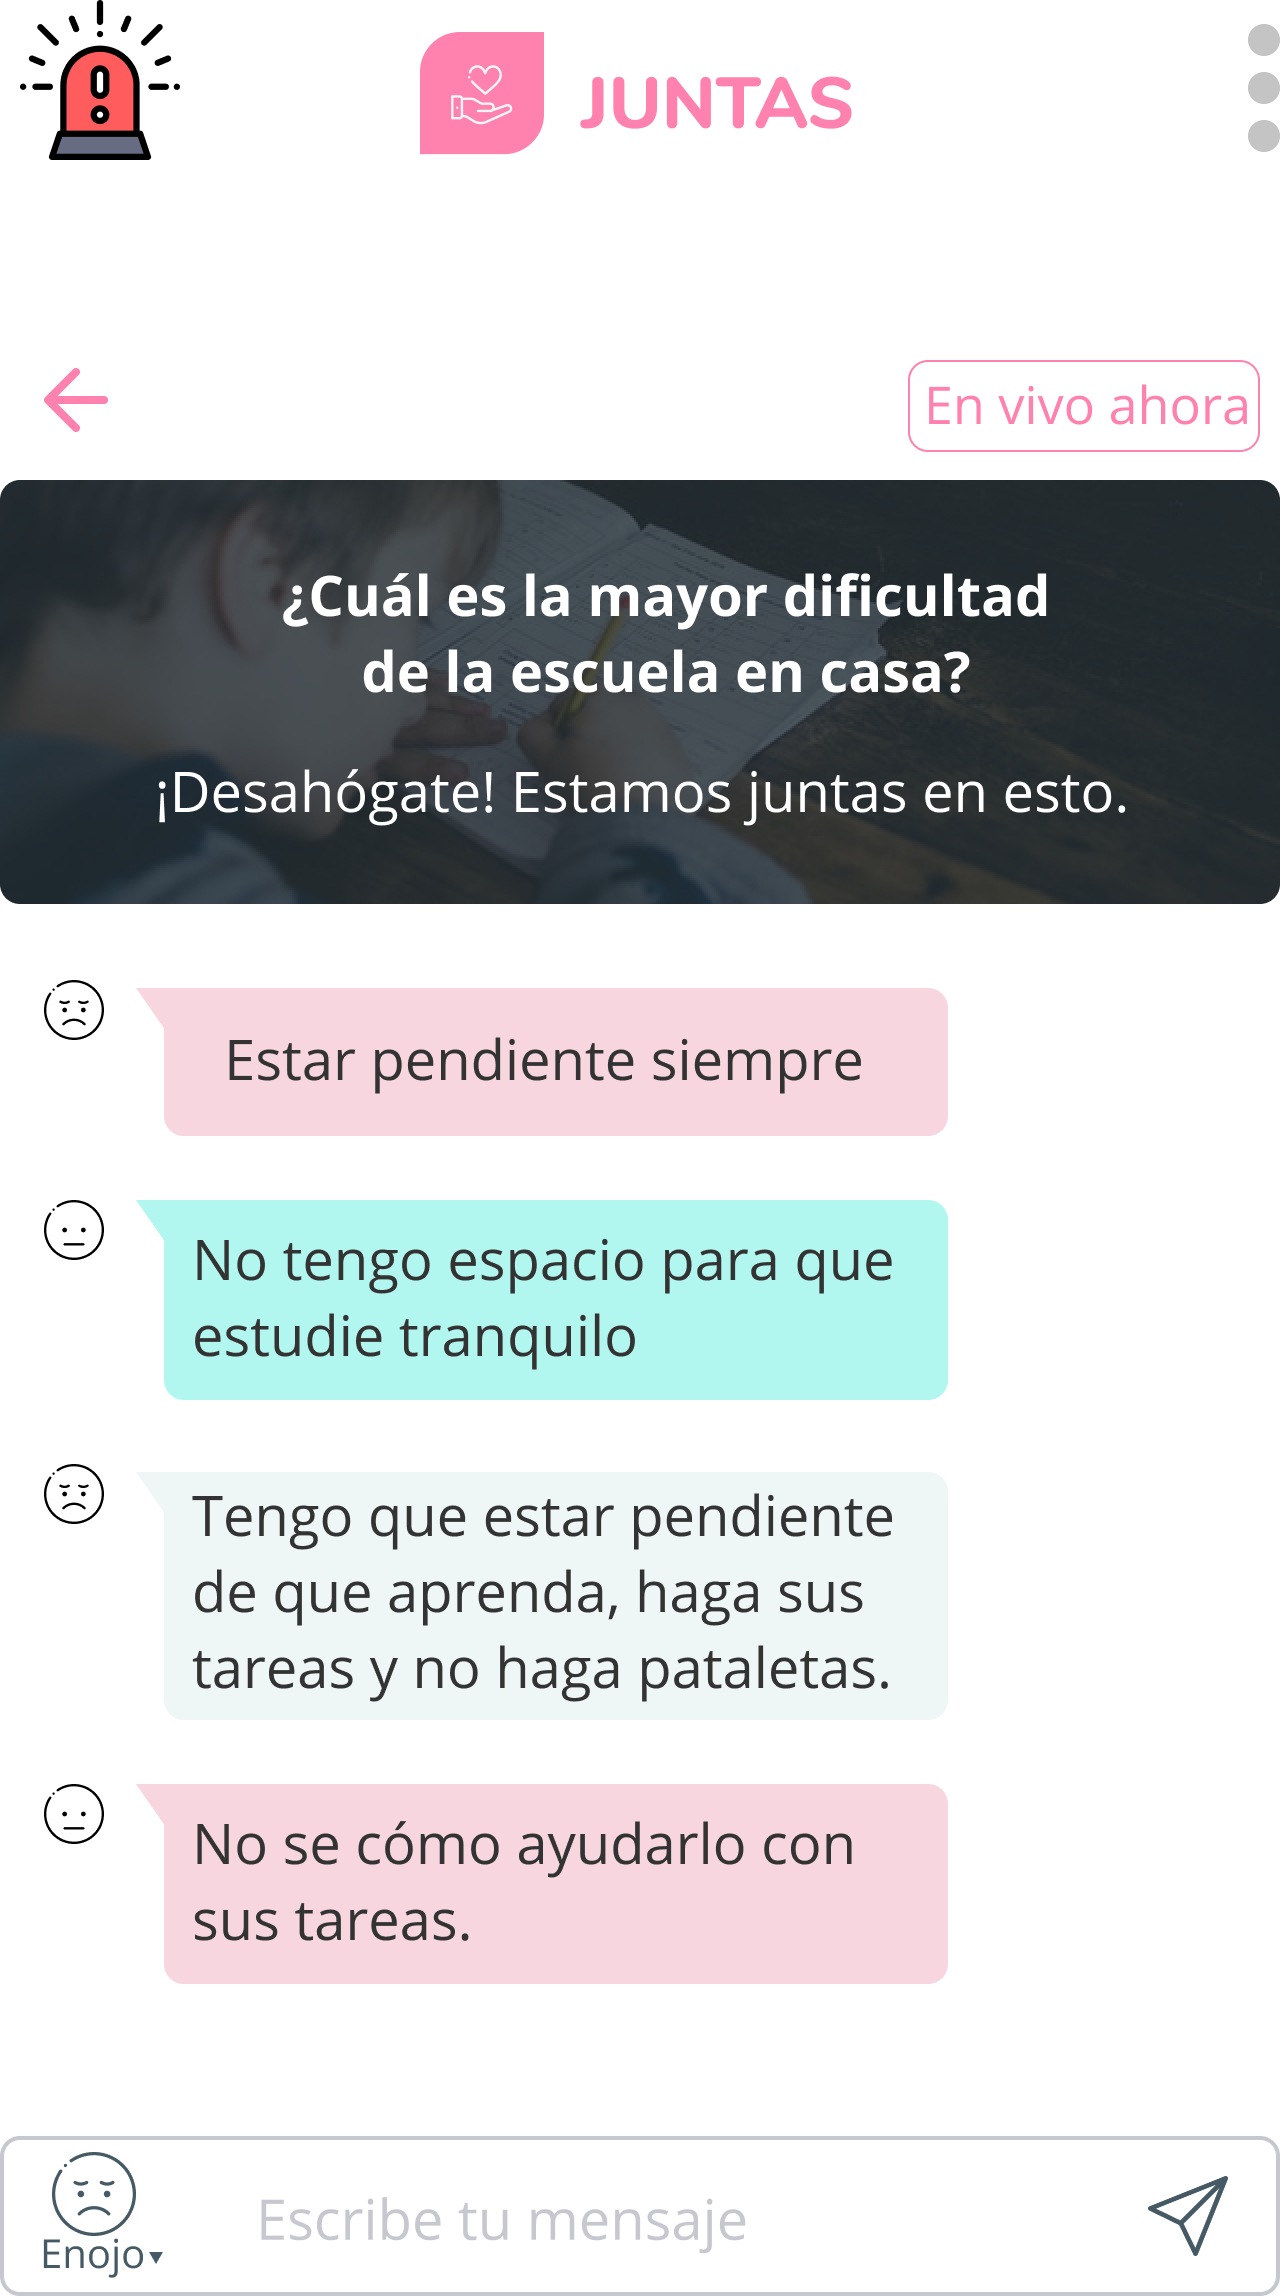 JUNTAS
En vivo ahora
¿Cuál es la mayor dificultad
de la escuela en casa?
¡Desahógate! Estamos juntas en esto.
Estar pendiente siempre
No tengo espacio para que
estudie tranquilo
Tengo que estar pendiente
de que aprenda, haga sus
tareas y no haga pataletas.
No se cómo ayudarlo con
sus tareas.
Escribe tu mensaje
Enojo